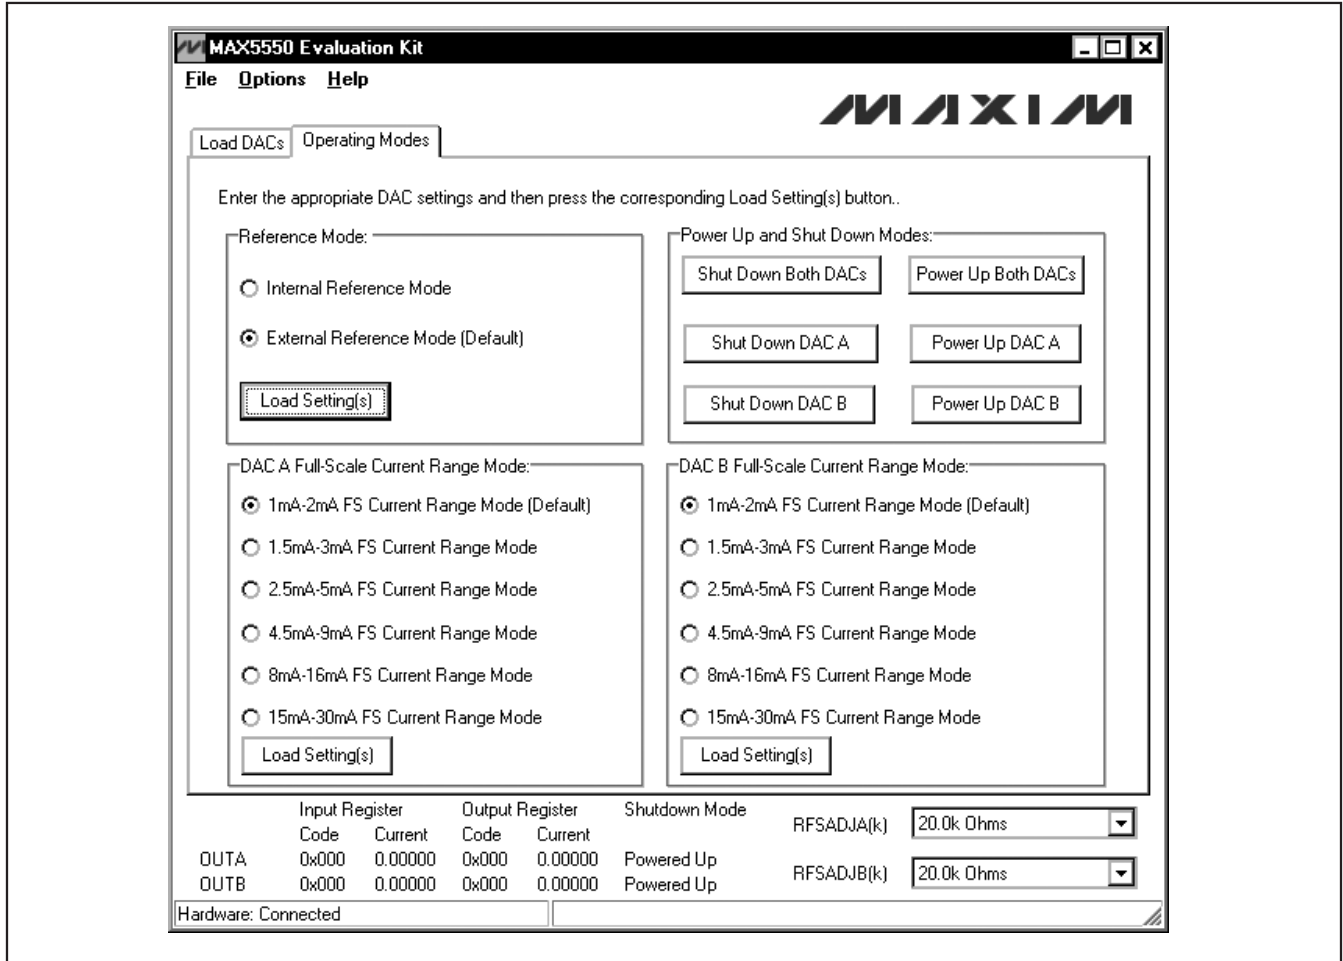 MAX5550 Evaluation Kit
File Options Help
MAXIM
Load DACs Operating Modes
Enter the appropriate DAC settings and then press the corresponding Load Setting(s) button..
Reference Mode:
Internal Reference Mode
External Reference Mode (Default)
Load Setting(s)
Power Up and Shut Down Modes:
Shut Down Both DACs Power Up Both DACs
Shut Down DAC A Power Up DAC A
Shut Down DAC B Power Up DAC B
DAC A Full-Scale Current Range Mode:
1mA-2mA FS Current Range Mode (Default)
1.5mA-3mA FS Current Range Mode
2.5mA-5mA FS Current Range Mode
4.5mA-9mA FS Current Range Mode
8mA-16mA FS Current Range Mode
15mA-30mA FS Current Range Mode
Load Setting(s)
DAC B Full-Scale Current Range Mode:
1mA-2mA FS Current Range Mode (Default)
1.5mA-3mA FS Current Range Mode
2.5mA-5mA FS Current Range Mode
4.5mA-9mA FS Current Range Mode
8mA-16mA FS Current Range Mode
15mA-30mA FS Current Range Mode
Load Setting(s)
Input Register Output Register Shutdown Mode
Code Current Code Current
OUTA 0x000 0.00000 0x000 0.00000 Powered Up
OUTB 0x000 0.00000 0x000 0.00000 Powered Up
RFSADJA(k) 20.0k Ohms
RFSADJB(k) 20.0k Ohms
Hardware: Connected